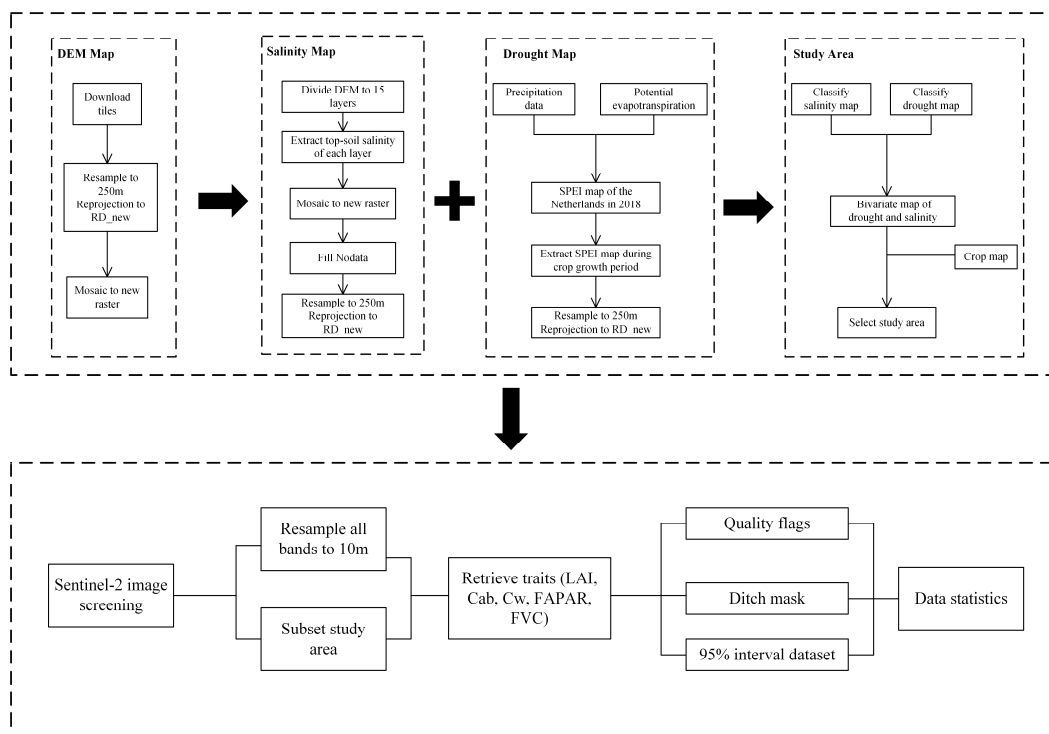 DEM Map
Download
tiles
Resample to
250m
Reprojection to
RD_new
Mosaic to new
raster
Salinity Map
Divide DEM to 15
layers
Extract top-soil salinity
of each layer
Mosaic to new raster
Fill Nodata
Resample to 250m
Reprojection to
RD_new
Drought Map
Precipitation
data
Potential
evapotranspiration
SPEI map of the
Netherlands in 2018
Extract SPEI map during
crop growth period
Resample to 250m
Reprojection to RD_new
Study Area
Classify
salinity map
Classify
drought map
Bivariate map of
drought and salinity
Crop map
Select study area
Sentinel-2 image
screening
Resample all
bands to 10m
Subset study
area
Retrieve traits (LAI,
Cab, Cw, FAPAR,
FVC)
Quality flags
Ditch mask
95% interval dataset
Data statistics